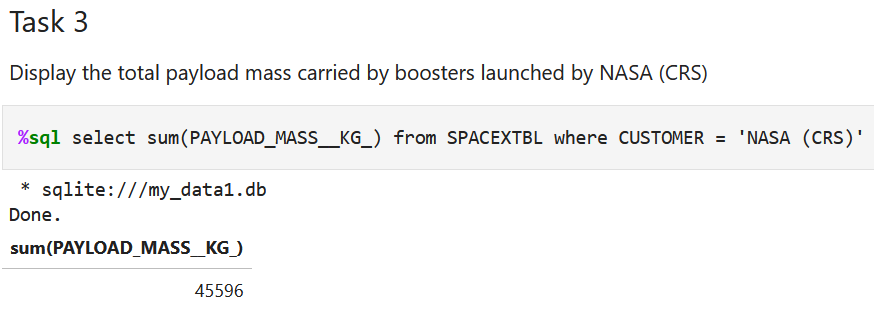 Task 3
Display the total payload mass carried by boosters launched by NASA (CRS)
%sql select sum(PAYLOAD_MASS__KG_) from SPACEXTBL where CUSTOMER = 'NASA (CRS)'
* sqlite:///my_data1.db
Done.
sum(PAYLOAD_MASS__KG_)
45596